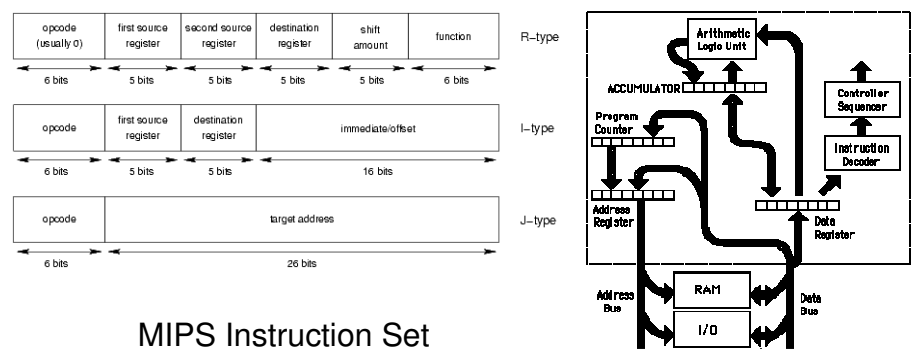 opcode
(usually 0)
first source
register
second source
register
destination
register
shift
amount
function
R-type
6 bits
5 bits
5 bits
5 bits
5 bits
6 bits
opcode
first source
register
destination
register
immediate/offset
I-type
6 bits
5 bits
5 bits
16 bits
opcode
target address
J-type
6 bits
26 bits
MIPS Instruction Set
Arithmetic
Logic Unit
ACCUMULATOR
Controller
Sequencer
Program
Counter
Instruction
Decoder
Address
Register
Data
Register
RAM
Address
Bus
Data
Bus
I/O